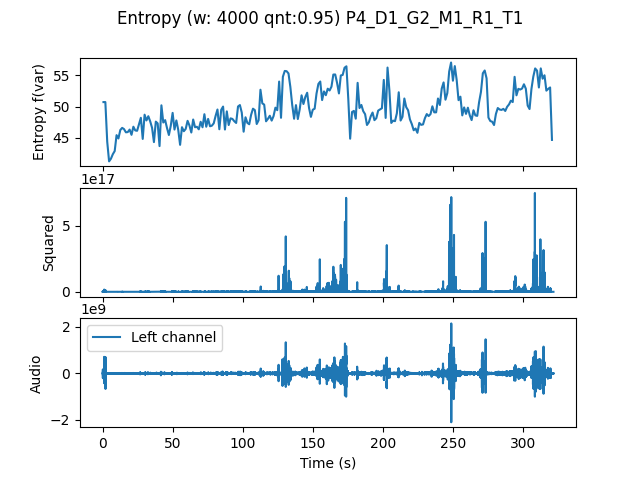 Entropy (w: 4000 qnt:0.95) P4_D1_G2_M1_R1_T1
Entropy f(var)
55
50
45
1e17
Squared
5
0
1e9
Audio
2
0
−2
Left channel
0 50 100 150 200 250 300
Time (s)